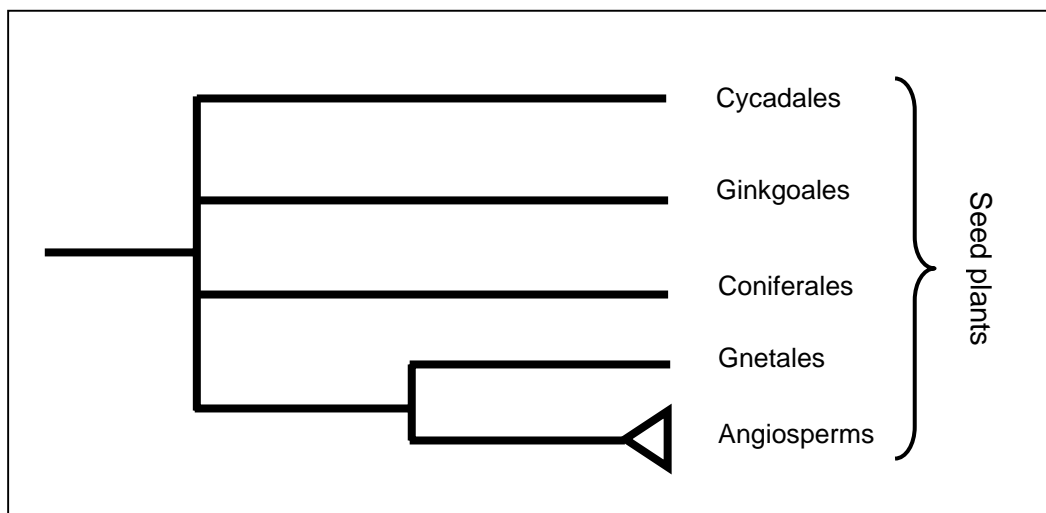 Cycadales
Ginkgoales
Coniferales
Gnetales
Angiosperms
Seed plants